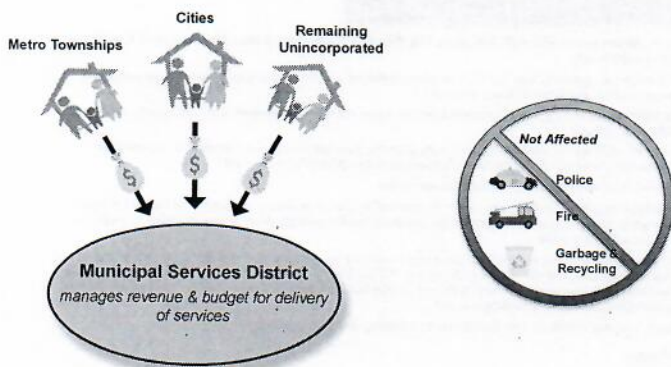 Cities
Metro Townships
Remaining
Unincorporated
$
$
$
Municipal Services District
manages revenue & budget for delivery
of services
Not Affected
Police
Fire
Garbage &
Recycling